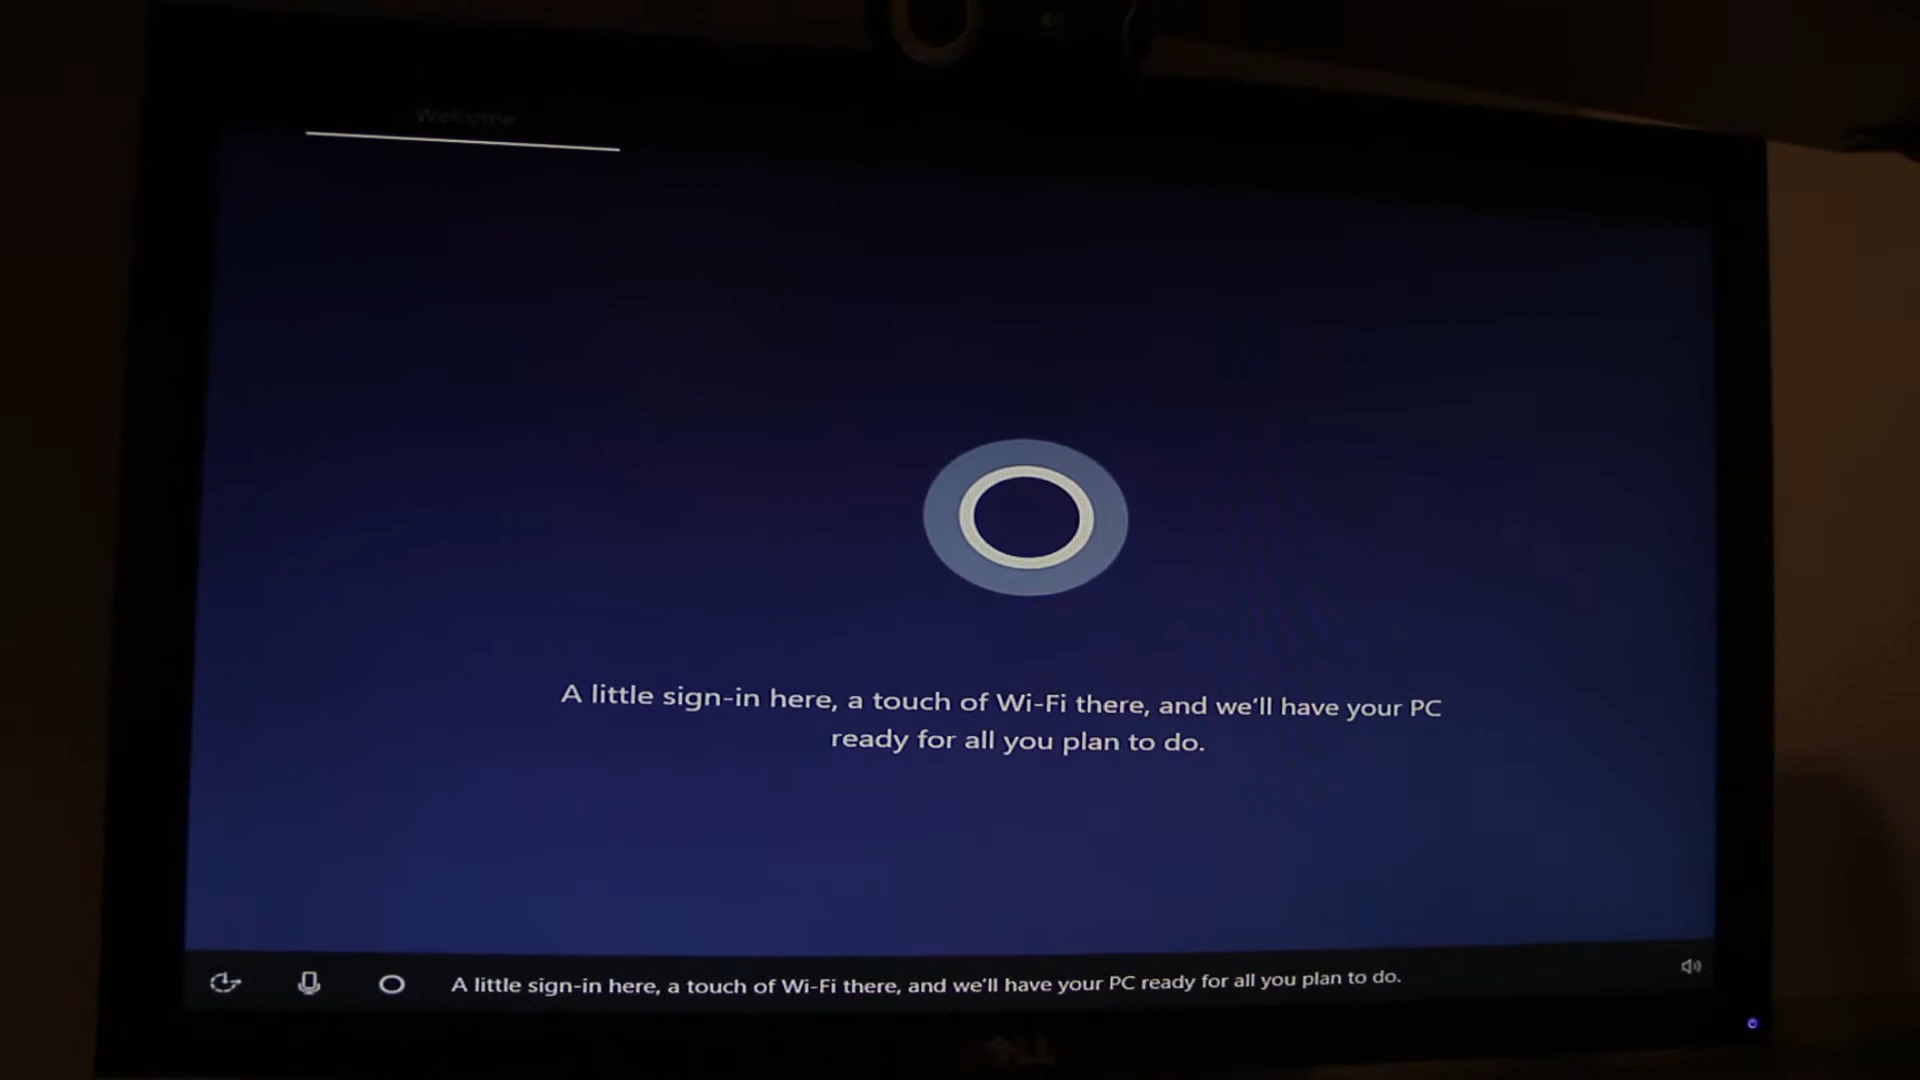 Welcome
A little sign-in here, a touch of Wi-Fi there, and we'll have your PC
ready for all you plan to do.
A little sign-in here, a touch of Wi-Fi there, and we'll have your PC ready for all you plan to do.
DELL